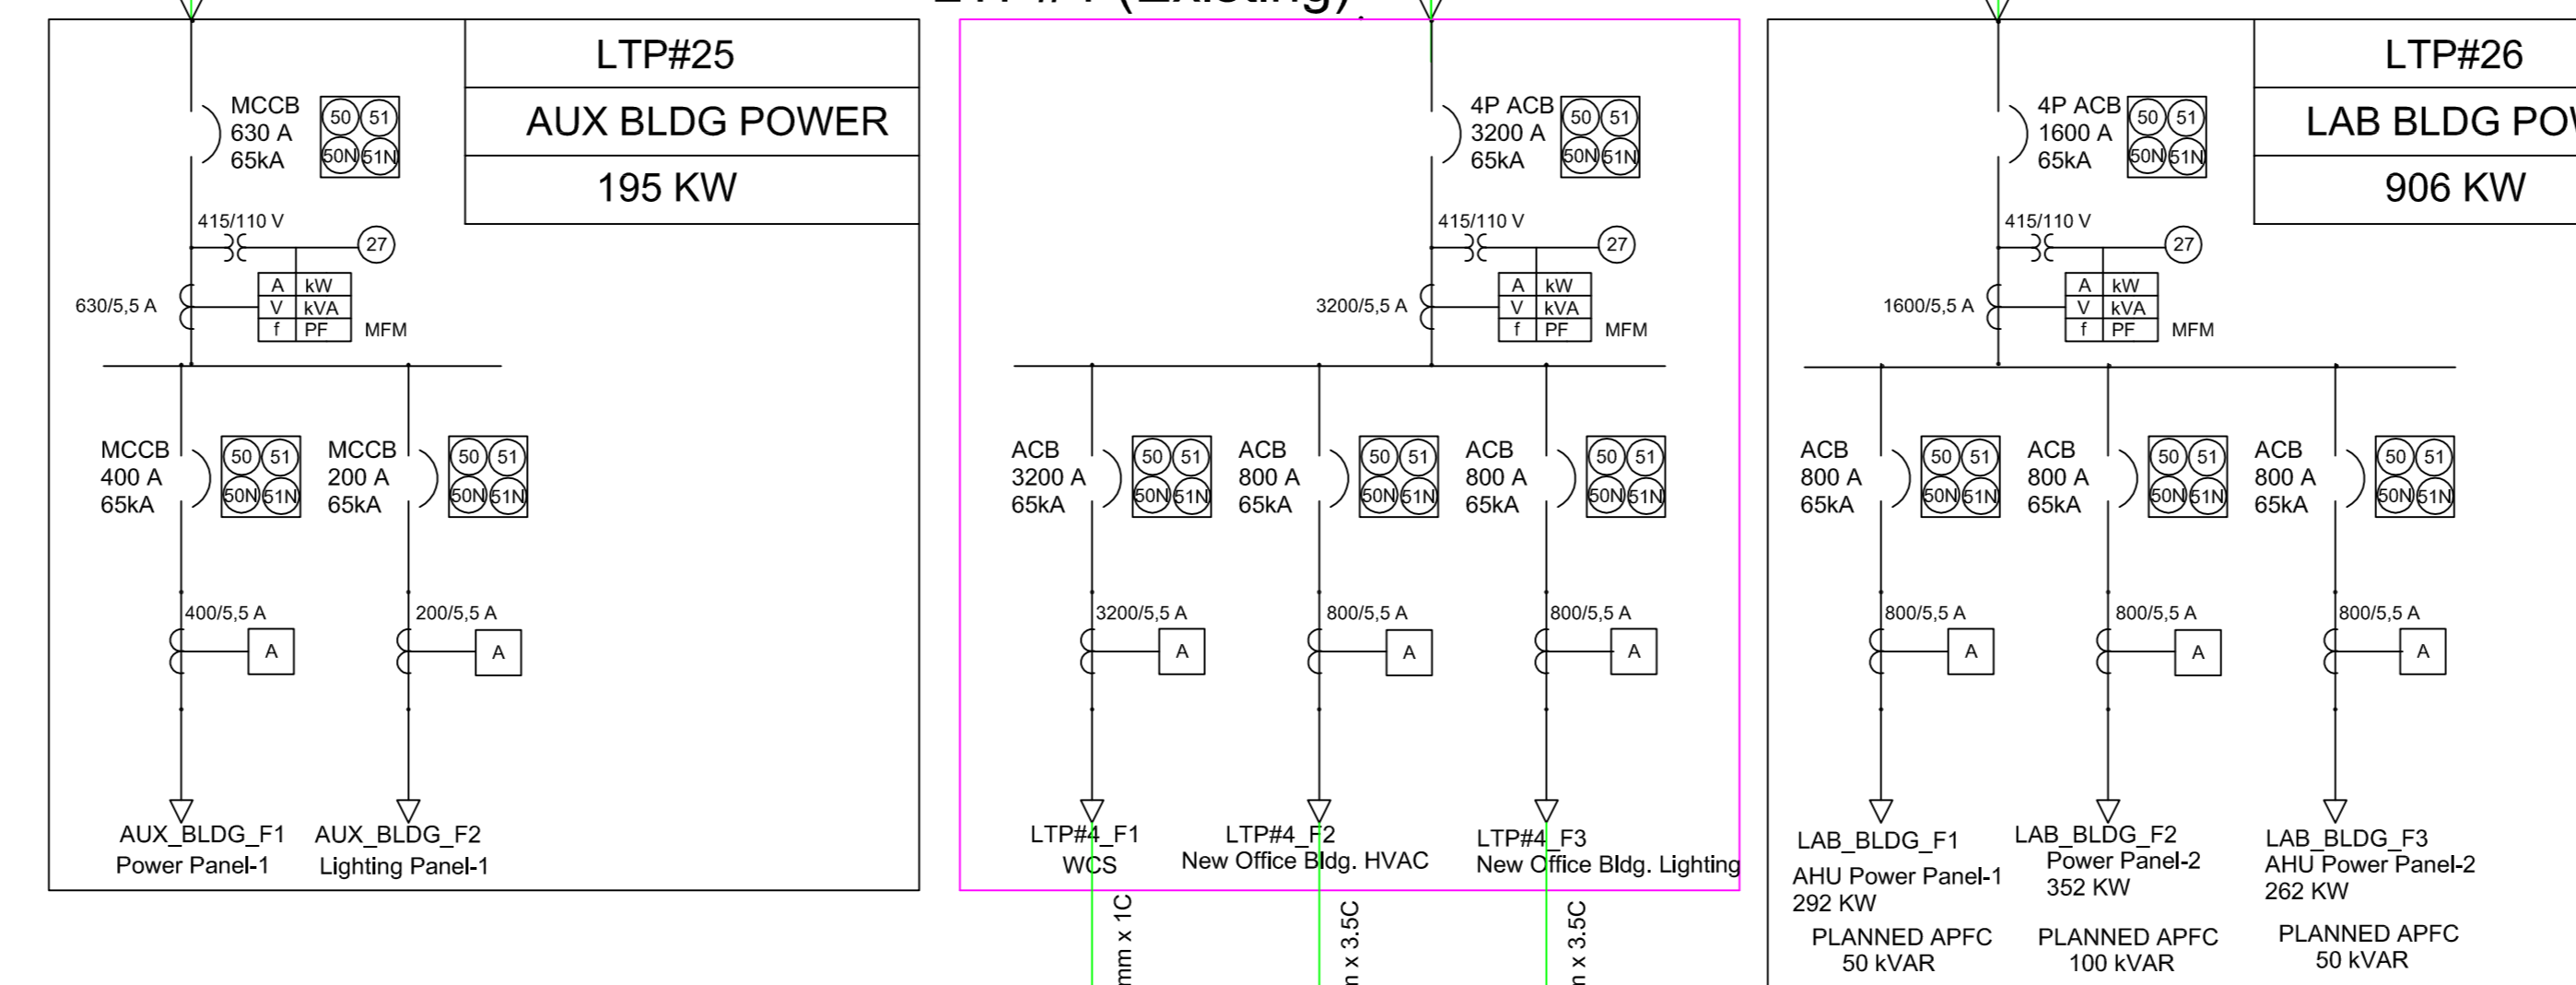 LTP#25
AUX BLDG POWER
195 KW
MCCB
630 A
65kA
50 51
50N 51N
415/110 V
27
630/5,5 A
A kW
V kVA
f PF
MFM
MCCB
400 A
65kA
50 51
50N 51N
MCCB
200 A
65kA
50 51
50N 51N
400/5,5 A
A
200/5,5 A
A
AUX_BLDG_F1
Power Panel-1
AUX_BLDG_F2
Lighting Panel-1
(Existing)
4P ACB
3200 A
65kA
50 51
50N 51N
415/110 V
27
3200/5,5 A
A kW
V kVA
f PF
MFM
ACB
3200 A
65kA
50 51
50N 51N
ACB
800 A
65kA
50 51
50N 51N
ACB
800 A
65kA
50 51
50N 51N
3200/5,5 A
A
800/5,5 A
A
800/5,5 A
A
LTP#4_F1
WCS
LTP#4_F2
New Office Bldg. HVAC
LTP#4_F3
New Office Bldg. Lighting
mm x 1C
x 3.5C
x 3.5C
LTP#26
LAB BLDG
906 KW
4P ACB
1600 A
65kA
50 51
50N 51N
415/110 V
27
1600/5,5 A
A kW
V kVA
f PF
MFM
ACB
800 A
65kA
50 51
50N 51N
ACB
800 A
65kA
50 51
50N 51N
ACB
800 A
65kA
50 51
50N 51N
800/5,5 A
A
800/5,5 A
A
800/5,5 A
A
LAB_BLDG_F1
AHU Power Panel-1
292 KW
PLANNED APFC
50 kVAR
LAB_BLDG_F2
Power Panel-2
352 KW
PLANNED APFC
100 kVAR
LAB_BLDG_F3
AHU Power Panel-2
262 KW
PLANNED APFC
50 kVAR